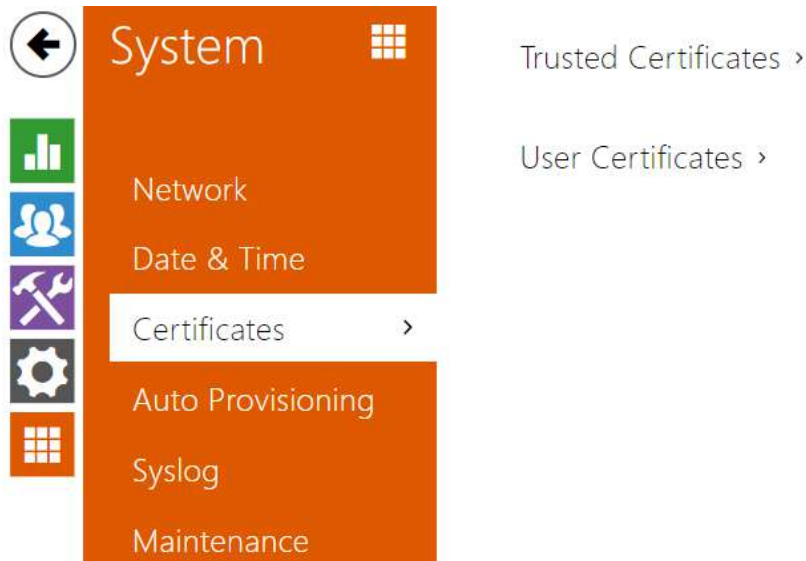 System
Network
Date & Time
Certificates
Auto Provisioning
Syslog
Maintenance
Trusted Certificates
User Certificates